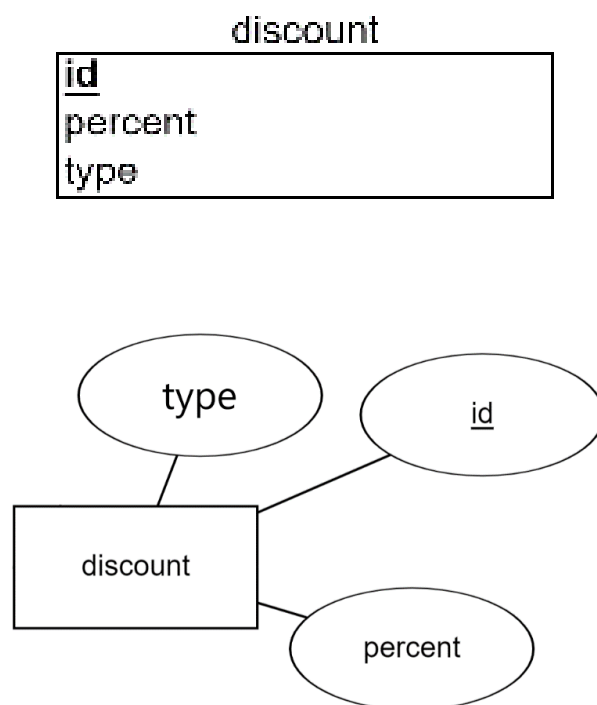 discount
id
percent
type
type
id
discount
percent